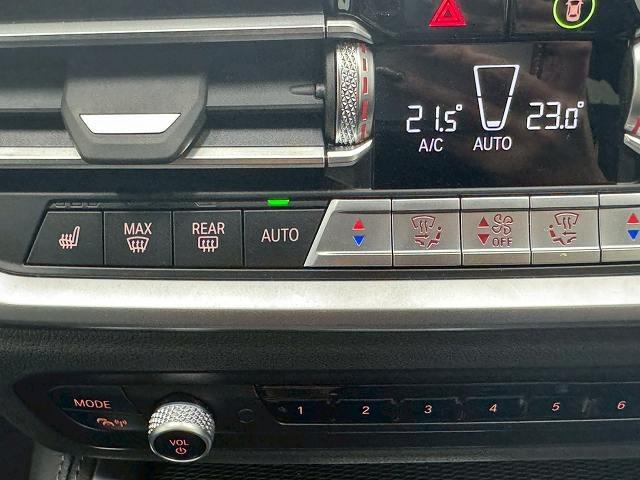 21.5° 23.0°
A/C AUTO
MAX REAR AUTO OFF
MODE
1 2 3 4 5 6
VOL